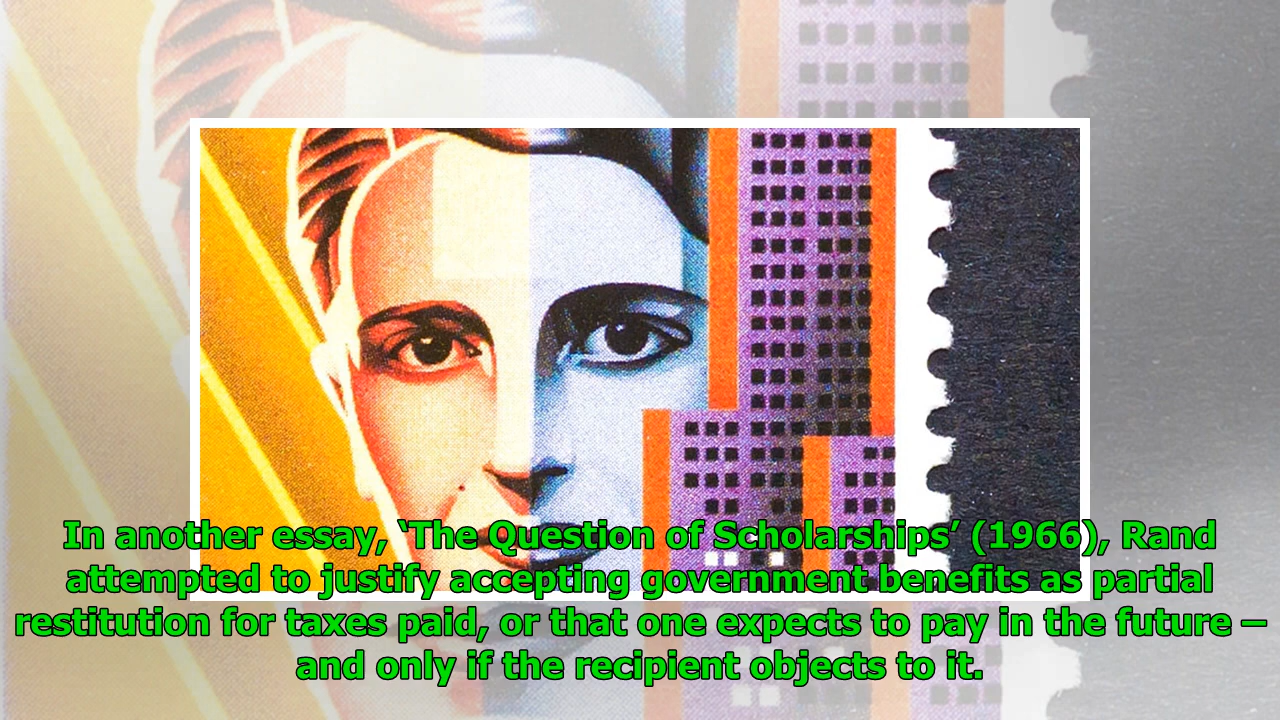 In another essay, ‘The Question of Scholarships’ (1966), Rand
attempted to justify accepting government benefits as partial
restitution for taxes paid, or that one expects to pay in the future –
and only if the recipient objects to it.